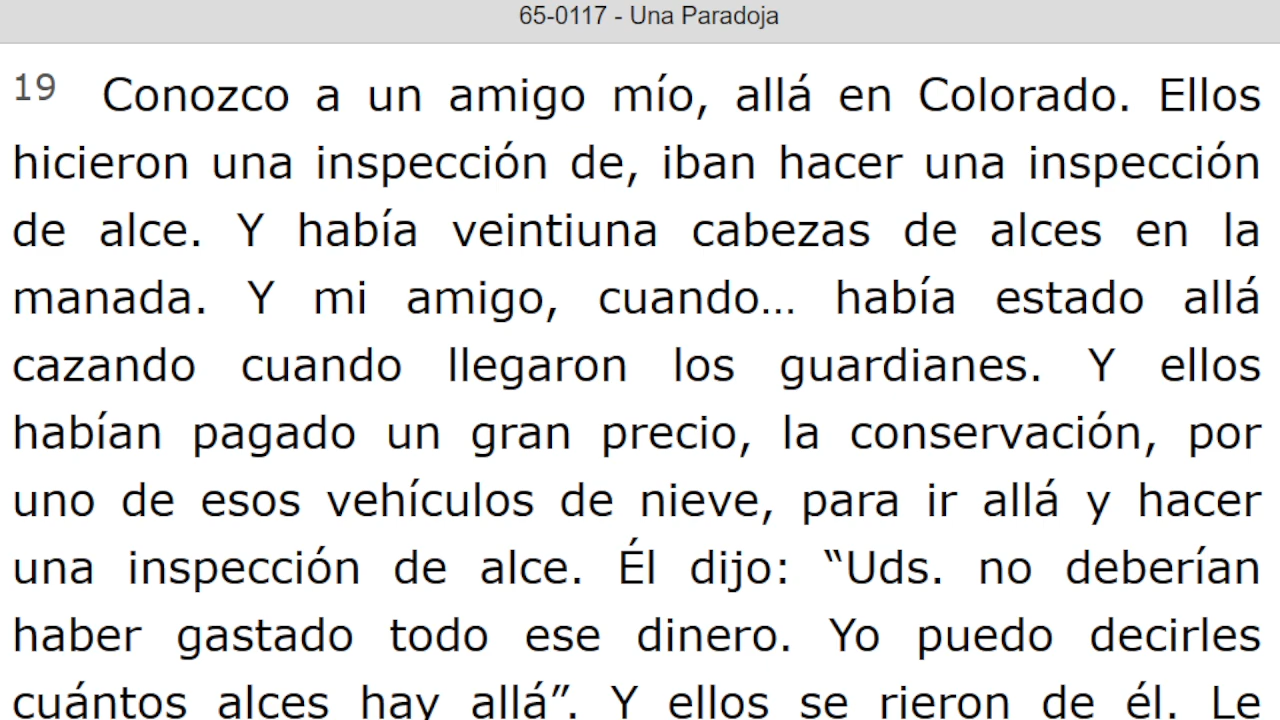 65-0117 - Una Paradoja
19 Conozco a un amigo mío, allá en Colorado. Ellos
hicieron una inspección de, iban hacer una inspección
de alce. Y había veintiuna cabezas de alces en la
manada. Y mi amigo, cuando… había estado allá
cazando cuando llegaron los guardianes. Y ellos
habían pagado un gran precio, la conservación, por
uno de esos vehículos de nieve, para ir allá y hacer
una inspección de alce. Él dijo: “Uds. no deberían
haber gastado todo ese dinero. Yo puedo decirles
cuántos alces hay allá”. Y ellos se rieron de él. Le